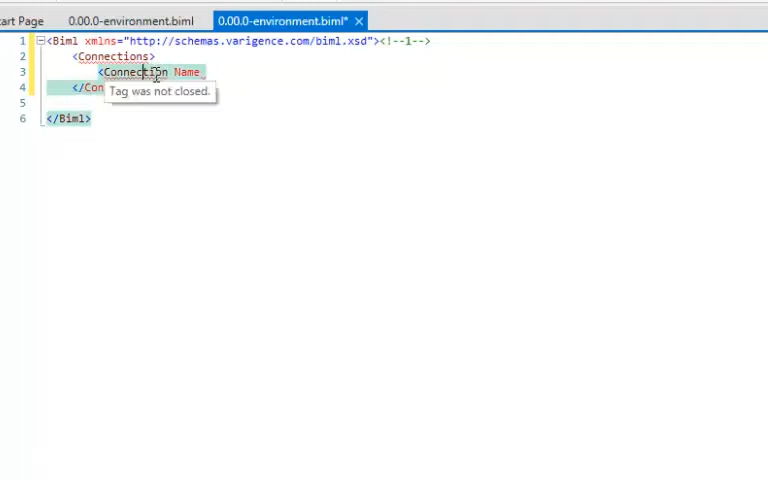 art Page 0.00.0-environment.biml 0.00.0-environment.biml*
1 <Biml xmlns="http://schemas.varigence.com/biml.xsd"><!--1-->
2 <Connections>
3 <Connection Name
4 </Con
Tag was not closed.
5
6 </Biml>